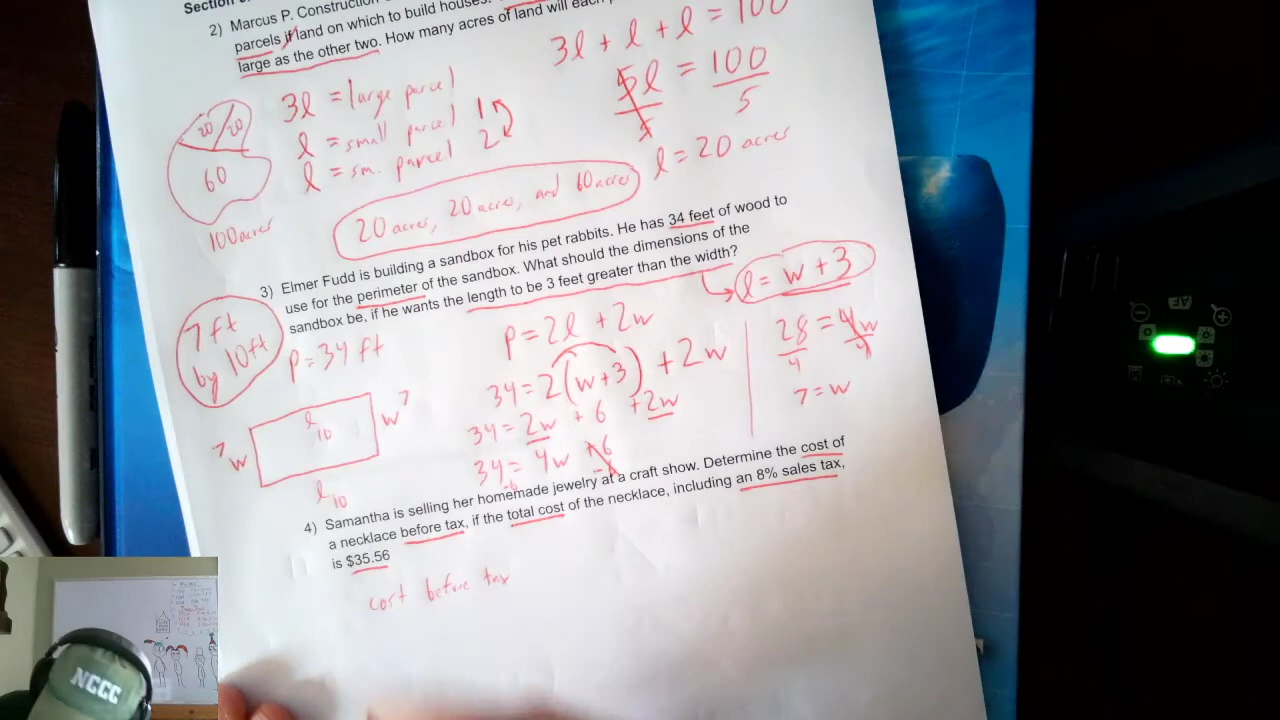 2) Marcus P. Construction
parcels of land on which to build houses.
large as the other two. How many acres of land will each
3l + l + l = 100
5l = 100
5 5
l = 20 acres
3l = large parcel
l = small parcel 1
l = sm. parcel 2
20 20
60
100 acres
20 acres, 20 acres, and 60 acres
3) Elmer Fudd is building a sandbox for his pet rabbits. He has 34 feet of wood to
use for the perimeter of the sandbox. What should the dimensions of the
sandbox be, if he wants the length to be 3 feet greater than the width?
l = w + 3
7 ft
by 10 ft
P = 34 ft
l
10
w 7
7 w
l 10
P = 2l + 2w
34 = 2(w+3) + 2w
34 = 2w + 6 + 2w
34 = 4w + 6
-6 -6
28 = 4w
4 4
7 = w
4) Samantha is selling her homemade jewelry at a craft show. Determine the cost of
a necklace before tax, if the total cost of the necklace, including an 8% sales tax,
is $35.56
cost before tax
NCCC
AF